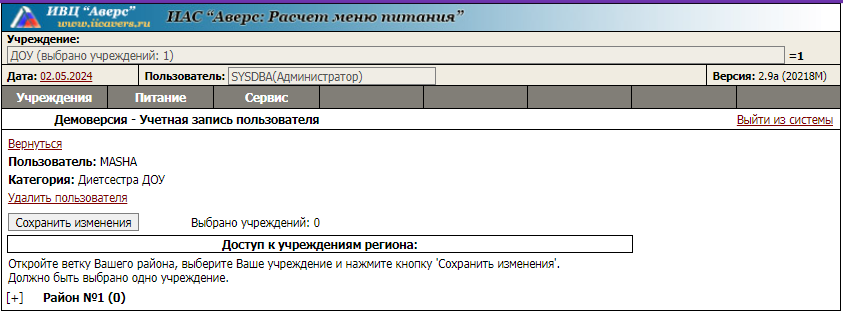 ИВЦ “Аверс”
www.iicavers.ru
ИАС “Аверс: Расчет меню питания”
Учреждение:
ДОУ (выбрано учреждений: 1) =1
Дата: 02.05.2024 Пользователь: SYSDBA(Администратор) Версия: 2.9a (20218M)
Учреждения Питание Сервис
Демоверсия - Учетная запись пользователя Выйти из системы
Вернуться
Пользователь: MASHA
Категория: Диетсестра ДОУ
Удалить пользователя
Сохранить изменения Выбрано учреждений: 0
Доступ к учреждениям региона:
Откройте ветку Вашего района, выберите Ваше учреждение и нажмите кнопку 'Сохранить изменения'.
Должно быть выбрано одно учреждение.
[+] Район №1 (0)